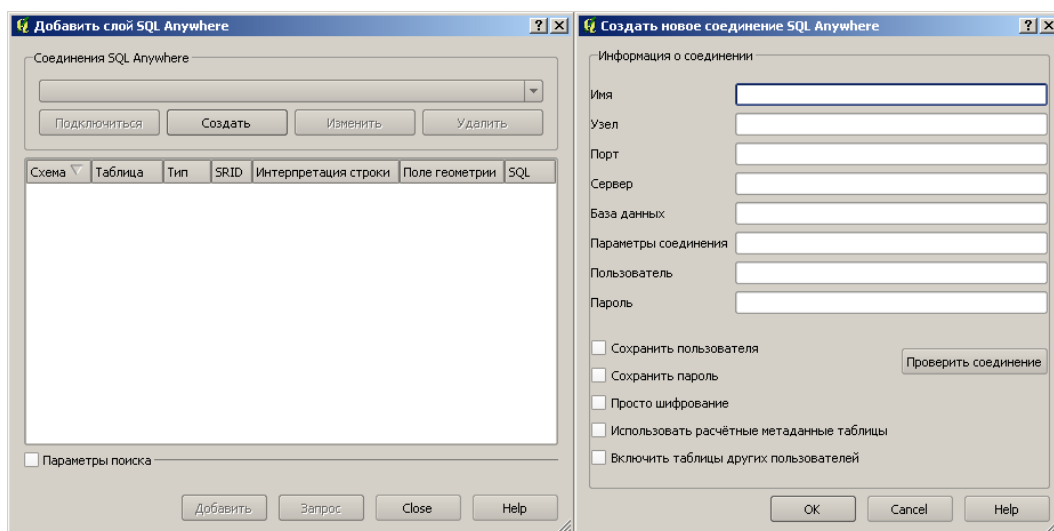 Добавить слой SQL Anywhere
Соединения SQL Anywhere
Подключиться Создать Изменить Удалить
Схема Таблица Тип SRID Интерпретация строки Поле геометрии SQL
Параметры поиска
Добавить Запрос Close Help
Создать новое соединение SQL Anywhere
Информация о соединении
Имя
Узел
Порт
Сервер
База данных
Параметры соединения
Пользователь
Пароль
Сохранить пользователя
Проверить соединение
Сохранить пароль
Просто шифрование
Использовать расчётные метаданные таблицы
Включить таблицы других пользователей
OK Cancel Help